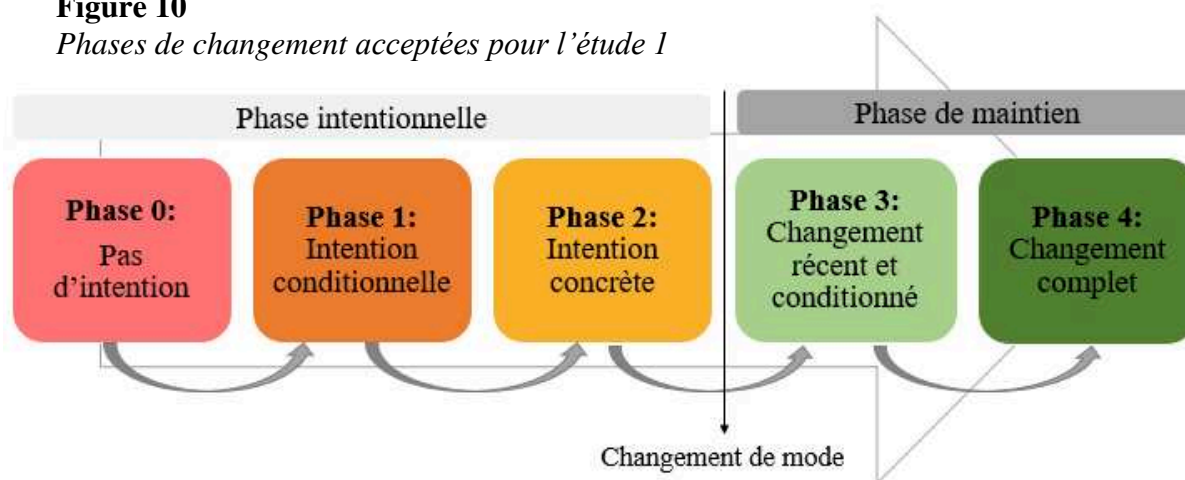 Figure 10
Phases de changement acceptées pour l’étude 1
Phase intentionnelle
Phase de maintien
Phase 0:
Pas
d’intention
Phase 1:
Intention
conditionnelle
Phase 2:
Intention
concrète
Phase 3:
Changement
récent et
conditionné
Phase 4:
Changement
complet
Changement de mode